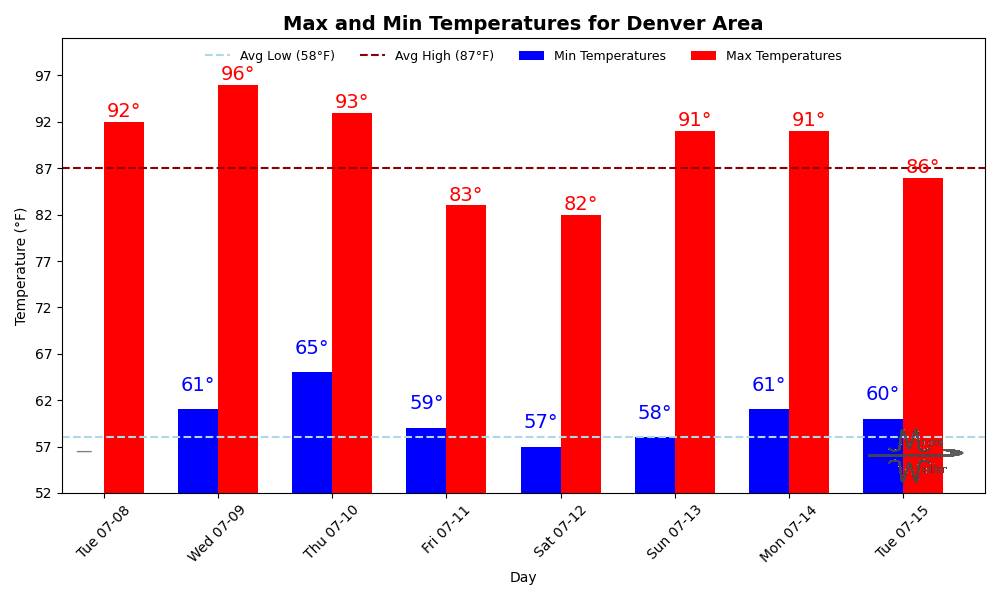 Max and Min Temperatures for Denver Area
Avg Low (58°F) Avg High (87°F) Min Temperatures Max Temperatures
97
92
87
82
77
72
67
62
57
52
Temperature (°F)
92° 96° 93° 83° 82° 91° 91° 86°
— 61° 65° 59° 57° 58° 61° 60°
Tue 07-08 Wed 07-09 Thu 07-10 Fri 07-11 Sat 07-12 Sun 07-13 Mon 07-14 Tue 07-15
Day